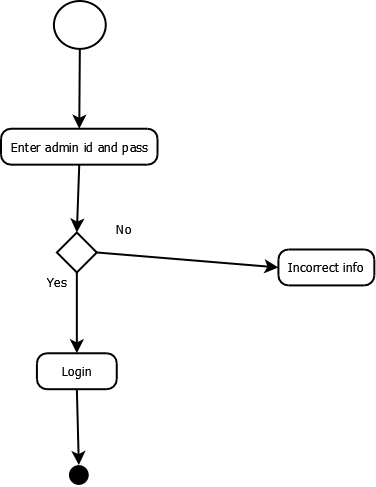 Enter admin id and pass
No
Incorrect info
Yes
Login